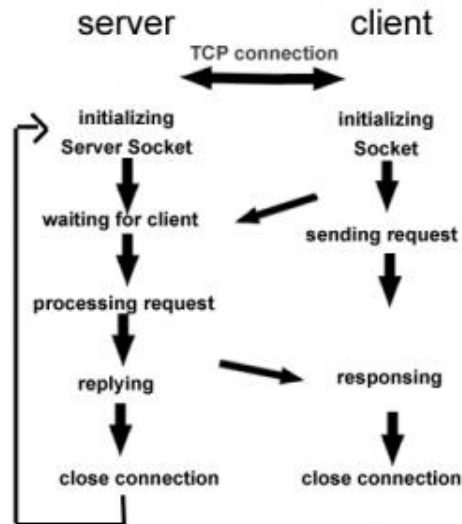 server
client
TCP connection
initializing
Server Socket
initializing
Socket
waiting for client
sending request
processing request
replying
responsing
close connection
close connection